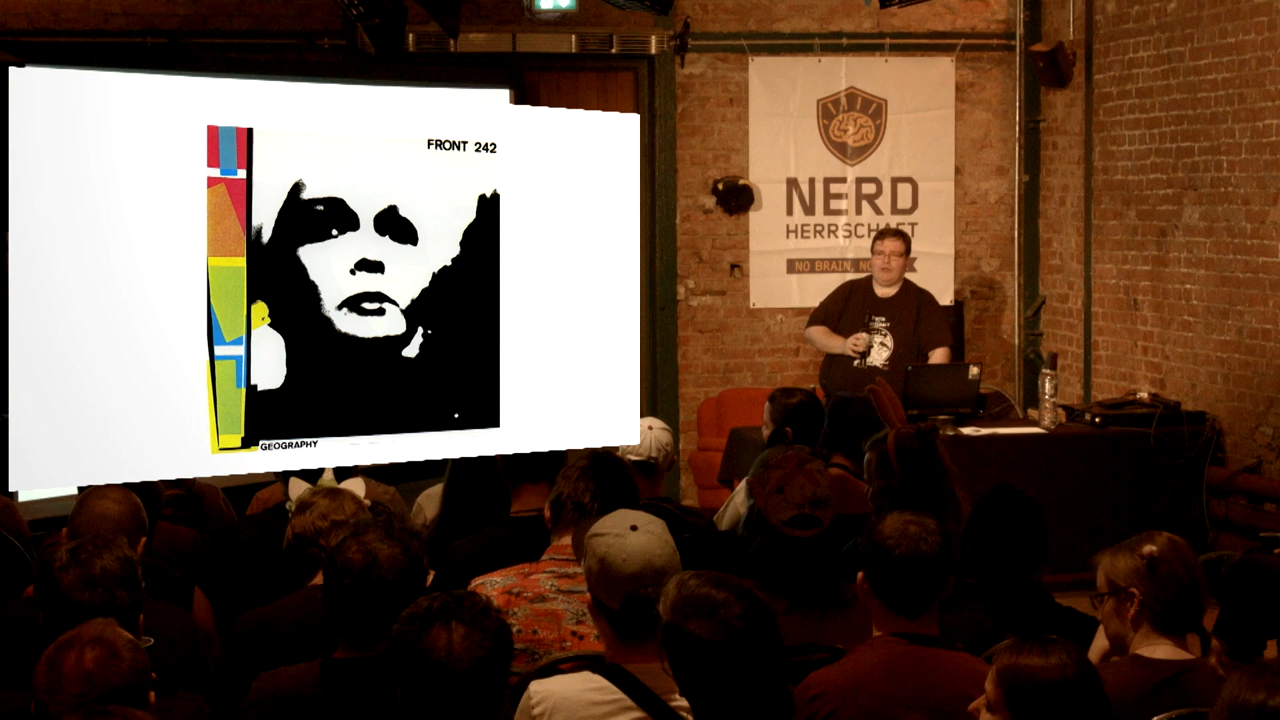 FRONT 242
GEOGRAPHY
NERD
HERRSCHAFT
NO BRAIN, NO